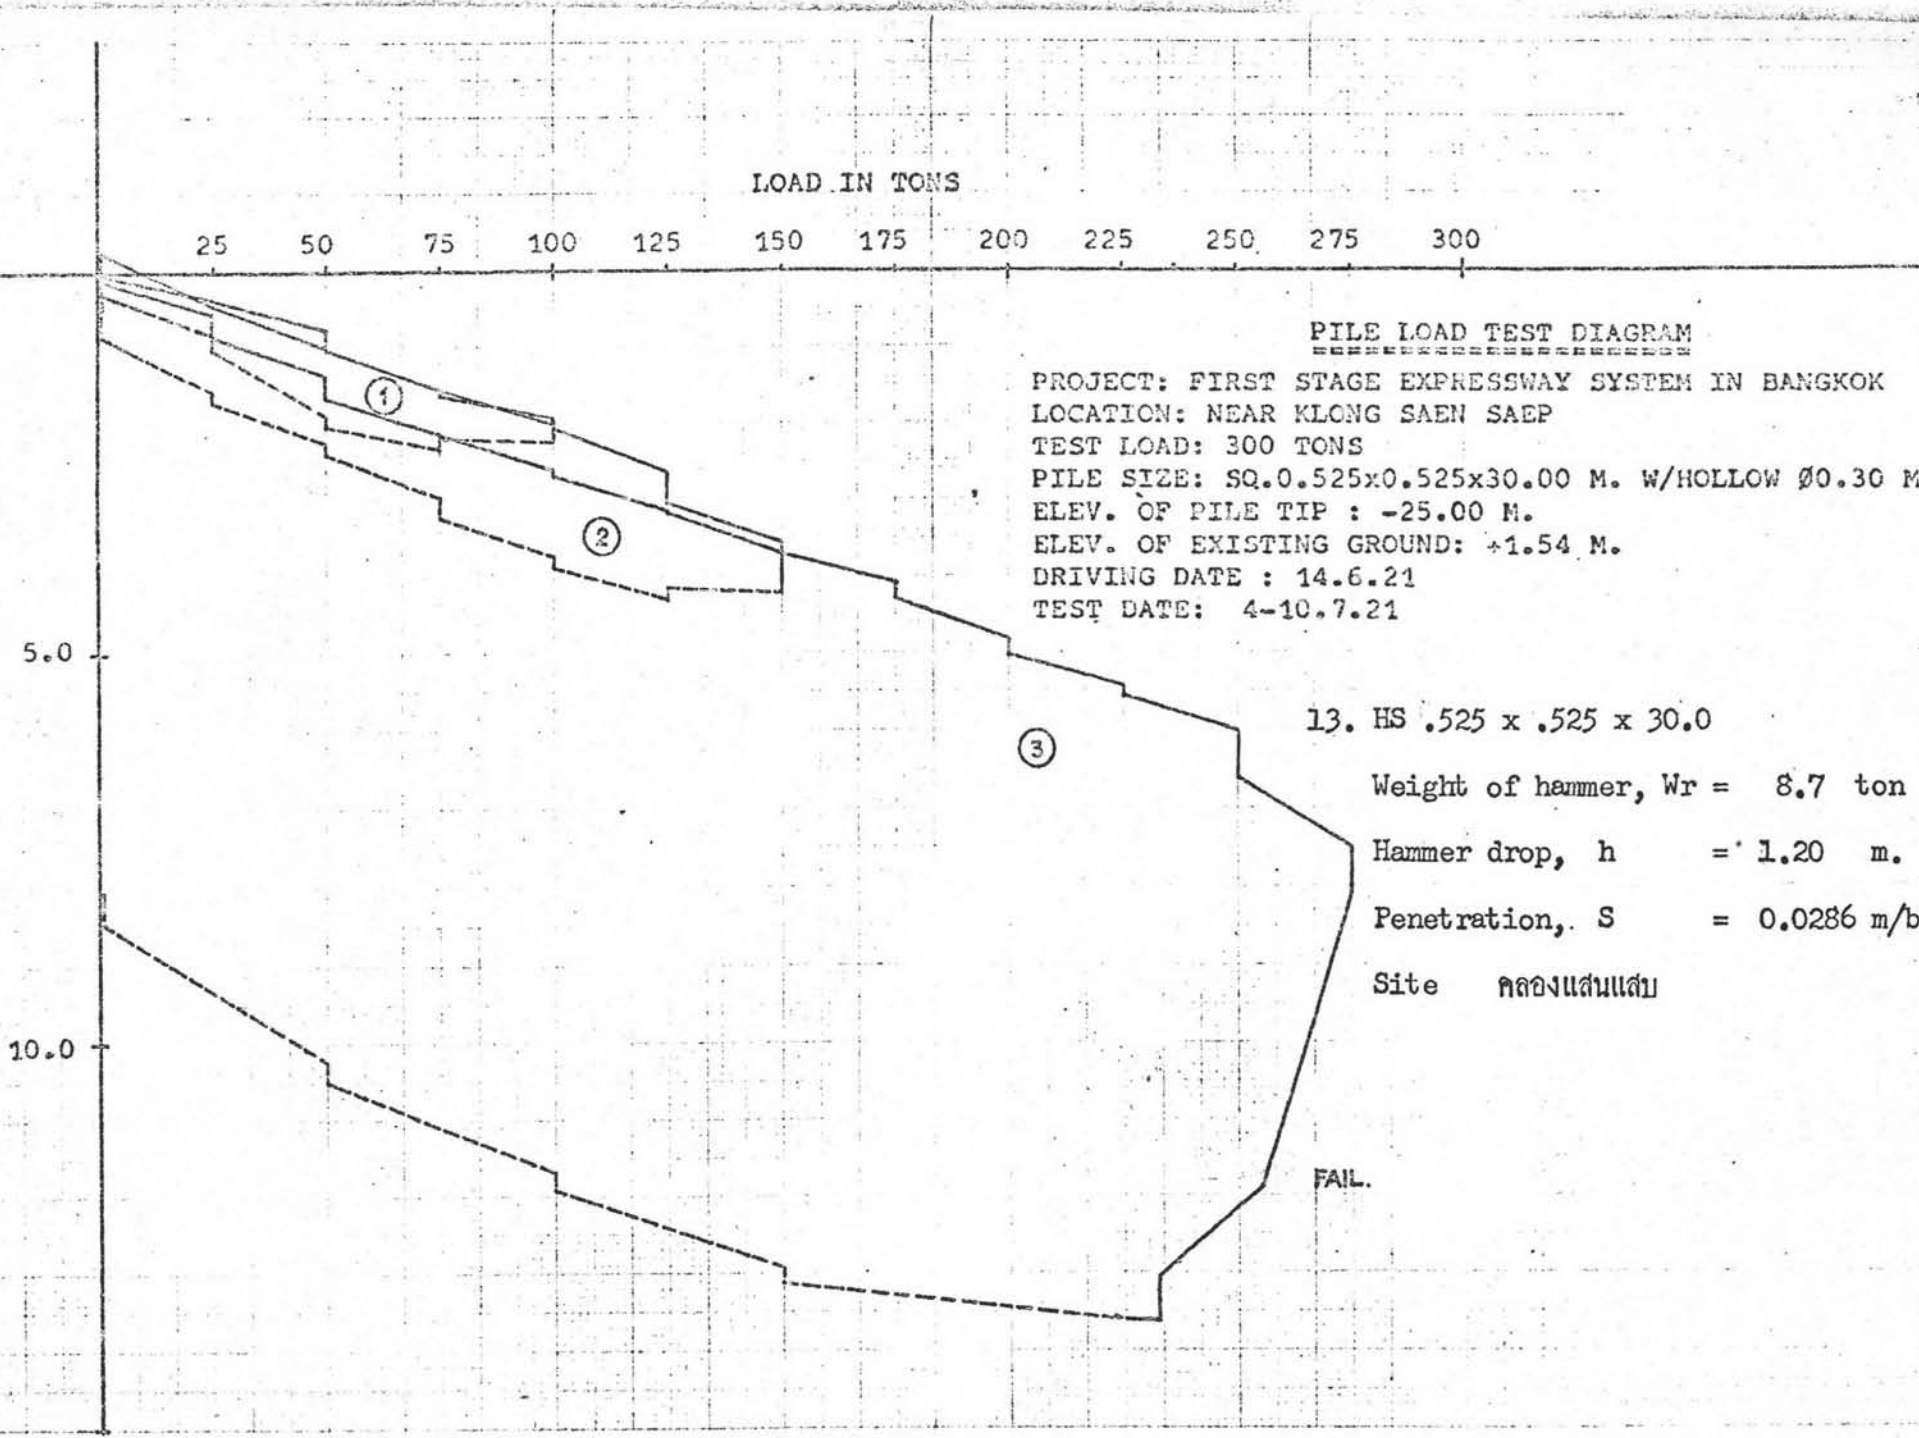 LOAD IN TONS
25 50 75 100 125 150 175 200 225 250 275 300
PILE LOAD TEST DIAGRAM
PROJECT: FIRST STAGE EXPRESSWAY SYSTEM IN BANGKOK
LOCATION: NEAR KLONG SAEN SAEP
TEST LOAD: 300 TONS
PILE SIZE: SQ.0.525x0.525x30.00 M. W/HOLLOW Ø0.30 M
ELEV. OF PILE TIP : -25.00 M.
ELEV. OF EXISTING GROUND: +1.54 M.
DRIVING DATE : 14.6.21
TEST DATE: 4-10.7.21
1
2
3
5.0
10.0
13. HS .525 x .525 x 30.0
Weight of hammer, Wr = 8.7 ton
Hammer drop, h = 1.20 m.
Penetration, S = 0.0286 m/b
Site คลองแสนแสบ
FAIL.